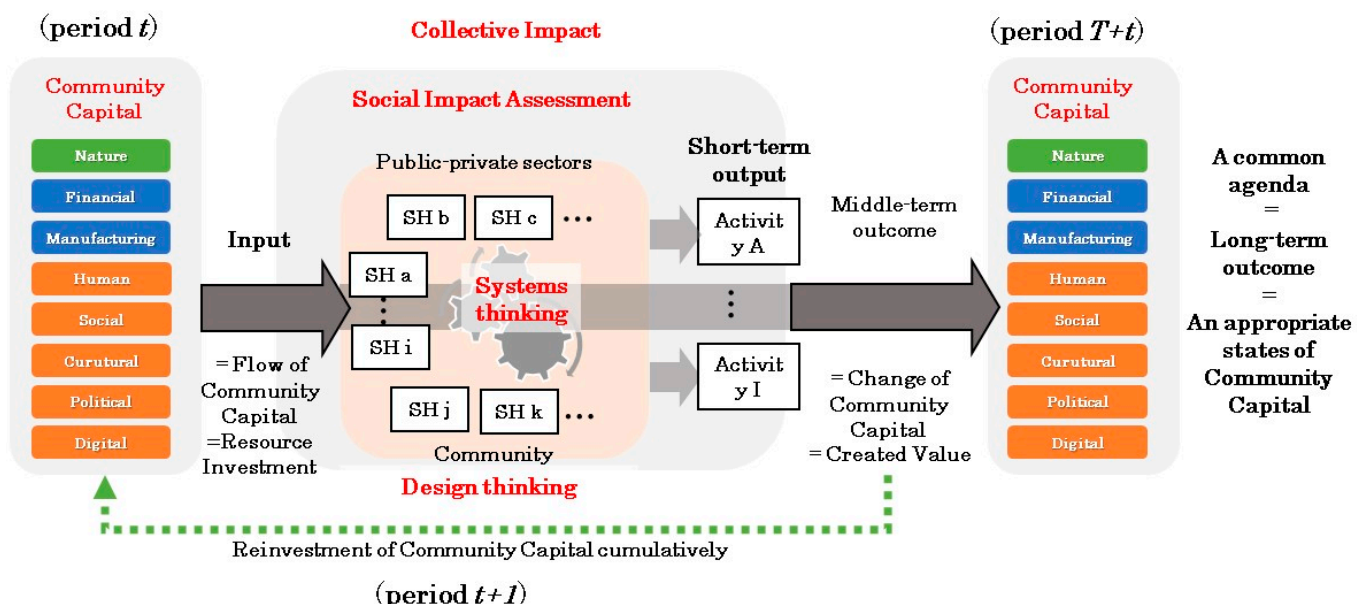 (period t)
Community
Capital
Nature
Financial
Manufacturing
Human
Social
Curutural
Political
Digital
Input
= Flow of
Community
Capital
=Resource
Investment
Collective Impact
Social Impact Assessment
Public-private sectors
SH b
SH c
...
SH a
⋮
SH i
Systems
thinking
SH j
SH k
...
Community
Design thinking
Short-term
output
Activit
y A
⋮
Activit
y I
Middle-term
outcome
= Change of
Community
Capital
= Created Value
(period T+t)
Community
Capital
Nature
Financial
Manufacturing
Human
Social
Curutural
Political
Digital
A common
agenda
=
Long-term
outcome
=
An appropriate
states of
Community
Capital
Reinvestment of Community Capital cumulatively
(period t+1)